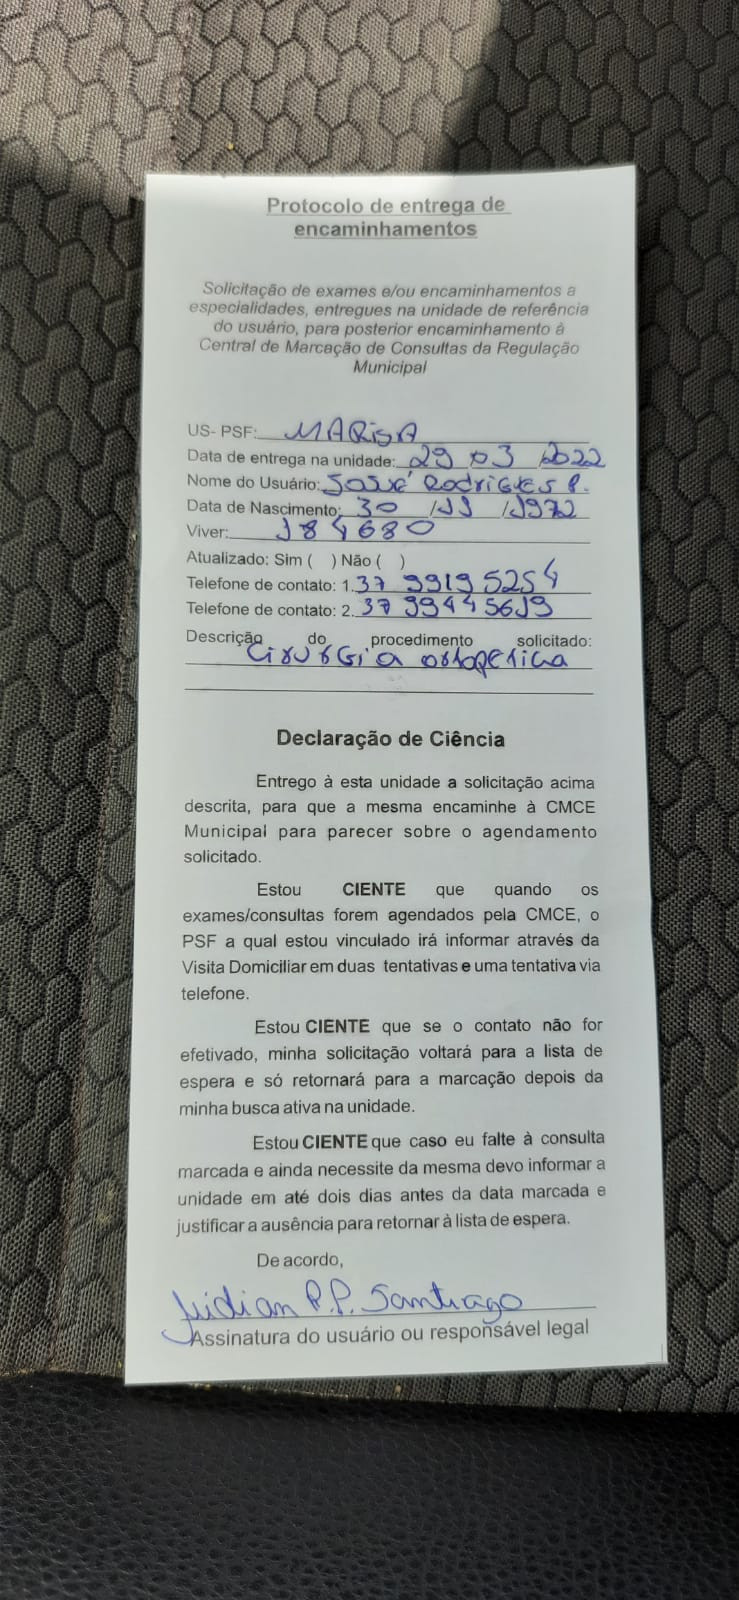 Protocolo de entrega de
encaminhamentos
Solicitação de exames e/ou encaminhamentos a
especialidades, entregues na unidade de referência
do usuário, para posterior encaminhamento à
Central de Marcação de Consultas da Regulação
Municipal
US- PSF: MARISA
Data de entrega na unidade: 29 03 /2022
Nome do Usuário: Rodrigues P.
Data de Nascimento: 30 /11 /1972
Viver: 184680
Atualizado: Sim ( ) Não ( )
Telefone de contato: 1. 37 99195254
Telefone de contato: 2. 37 99445619
Descrição do procedimento solicitado:
Cirurgia ortopedica
Declaração de Ciência
Entrego à esta unidade a solicitação acima
descrita, para que a mesma encaminhe à CMCE
Municipal para parecer sobre o agendamento
solicitado.
Estou CIENTE que quando os
exames/consultas forem agendados pela CMCE, o
PSF a qual estou vinculado irá informar através da
Visita Domiciliar em duas tentativas e uma tentativa via
telefone.
Estou CIENTE que se o contato não for
efetivado, minha solicitação voltará para a lista de
espera e só retornará para a marcação depois da
minha busca ativa na unidade.
Estou CIENTE que caso eu falte à consulta
marcada e ainda necessite da mesma devo informar a
unidade em até dois dias antes da data marcada e
justificar a ausência para retornar à lista de espera.
De acordo,
P.P. Santiago
Assinatura do usuário ou responsável legal